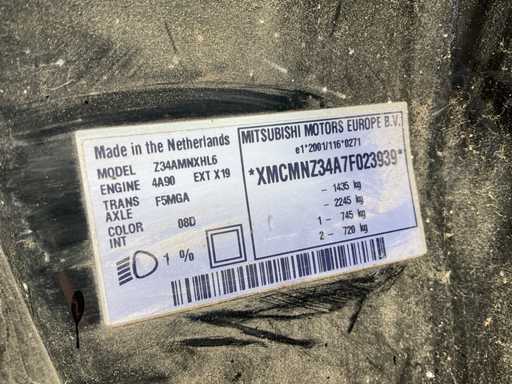 Made in the Netherlands
MODEL Z34AMNXHL6
ENGINE 4A90 EXT X19
TRANS F5MGA
AXLE
COLOR 08D
INT
1 %
MITSUBISHI MOTORS EUROPE B.V.
e1*2001/116*0271
*XMCMNZ34A7F023939*
- 1435 kg
- 2245 kg
1 - 745 kg
2 - 720 kg